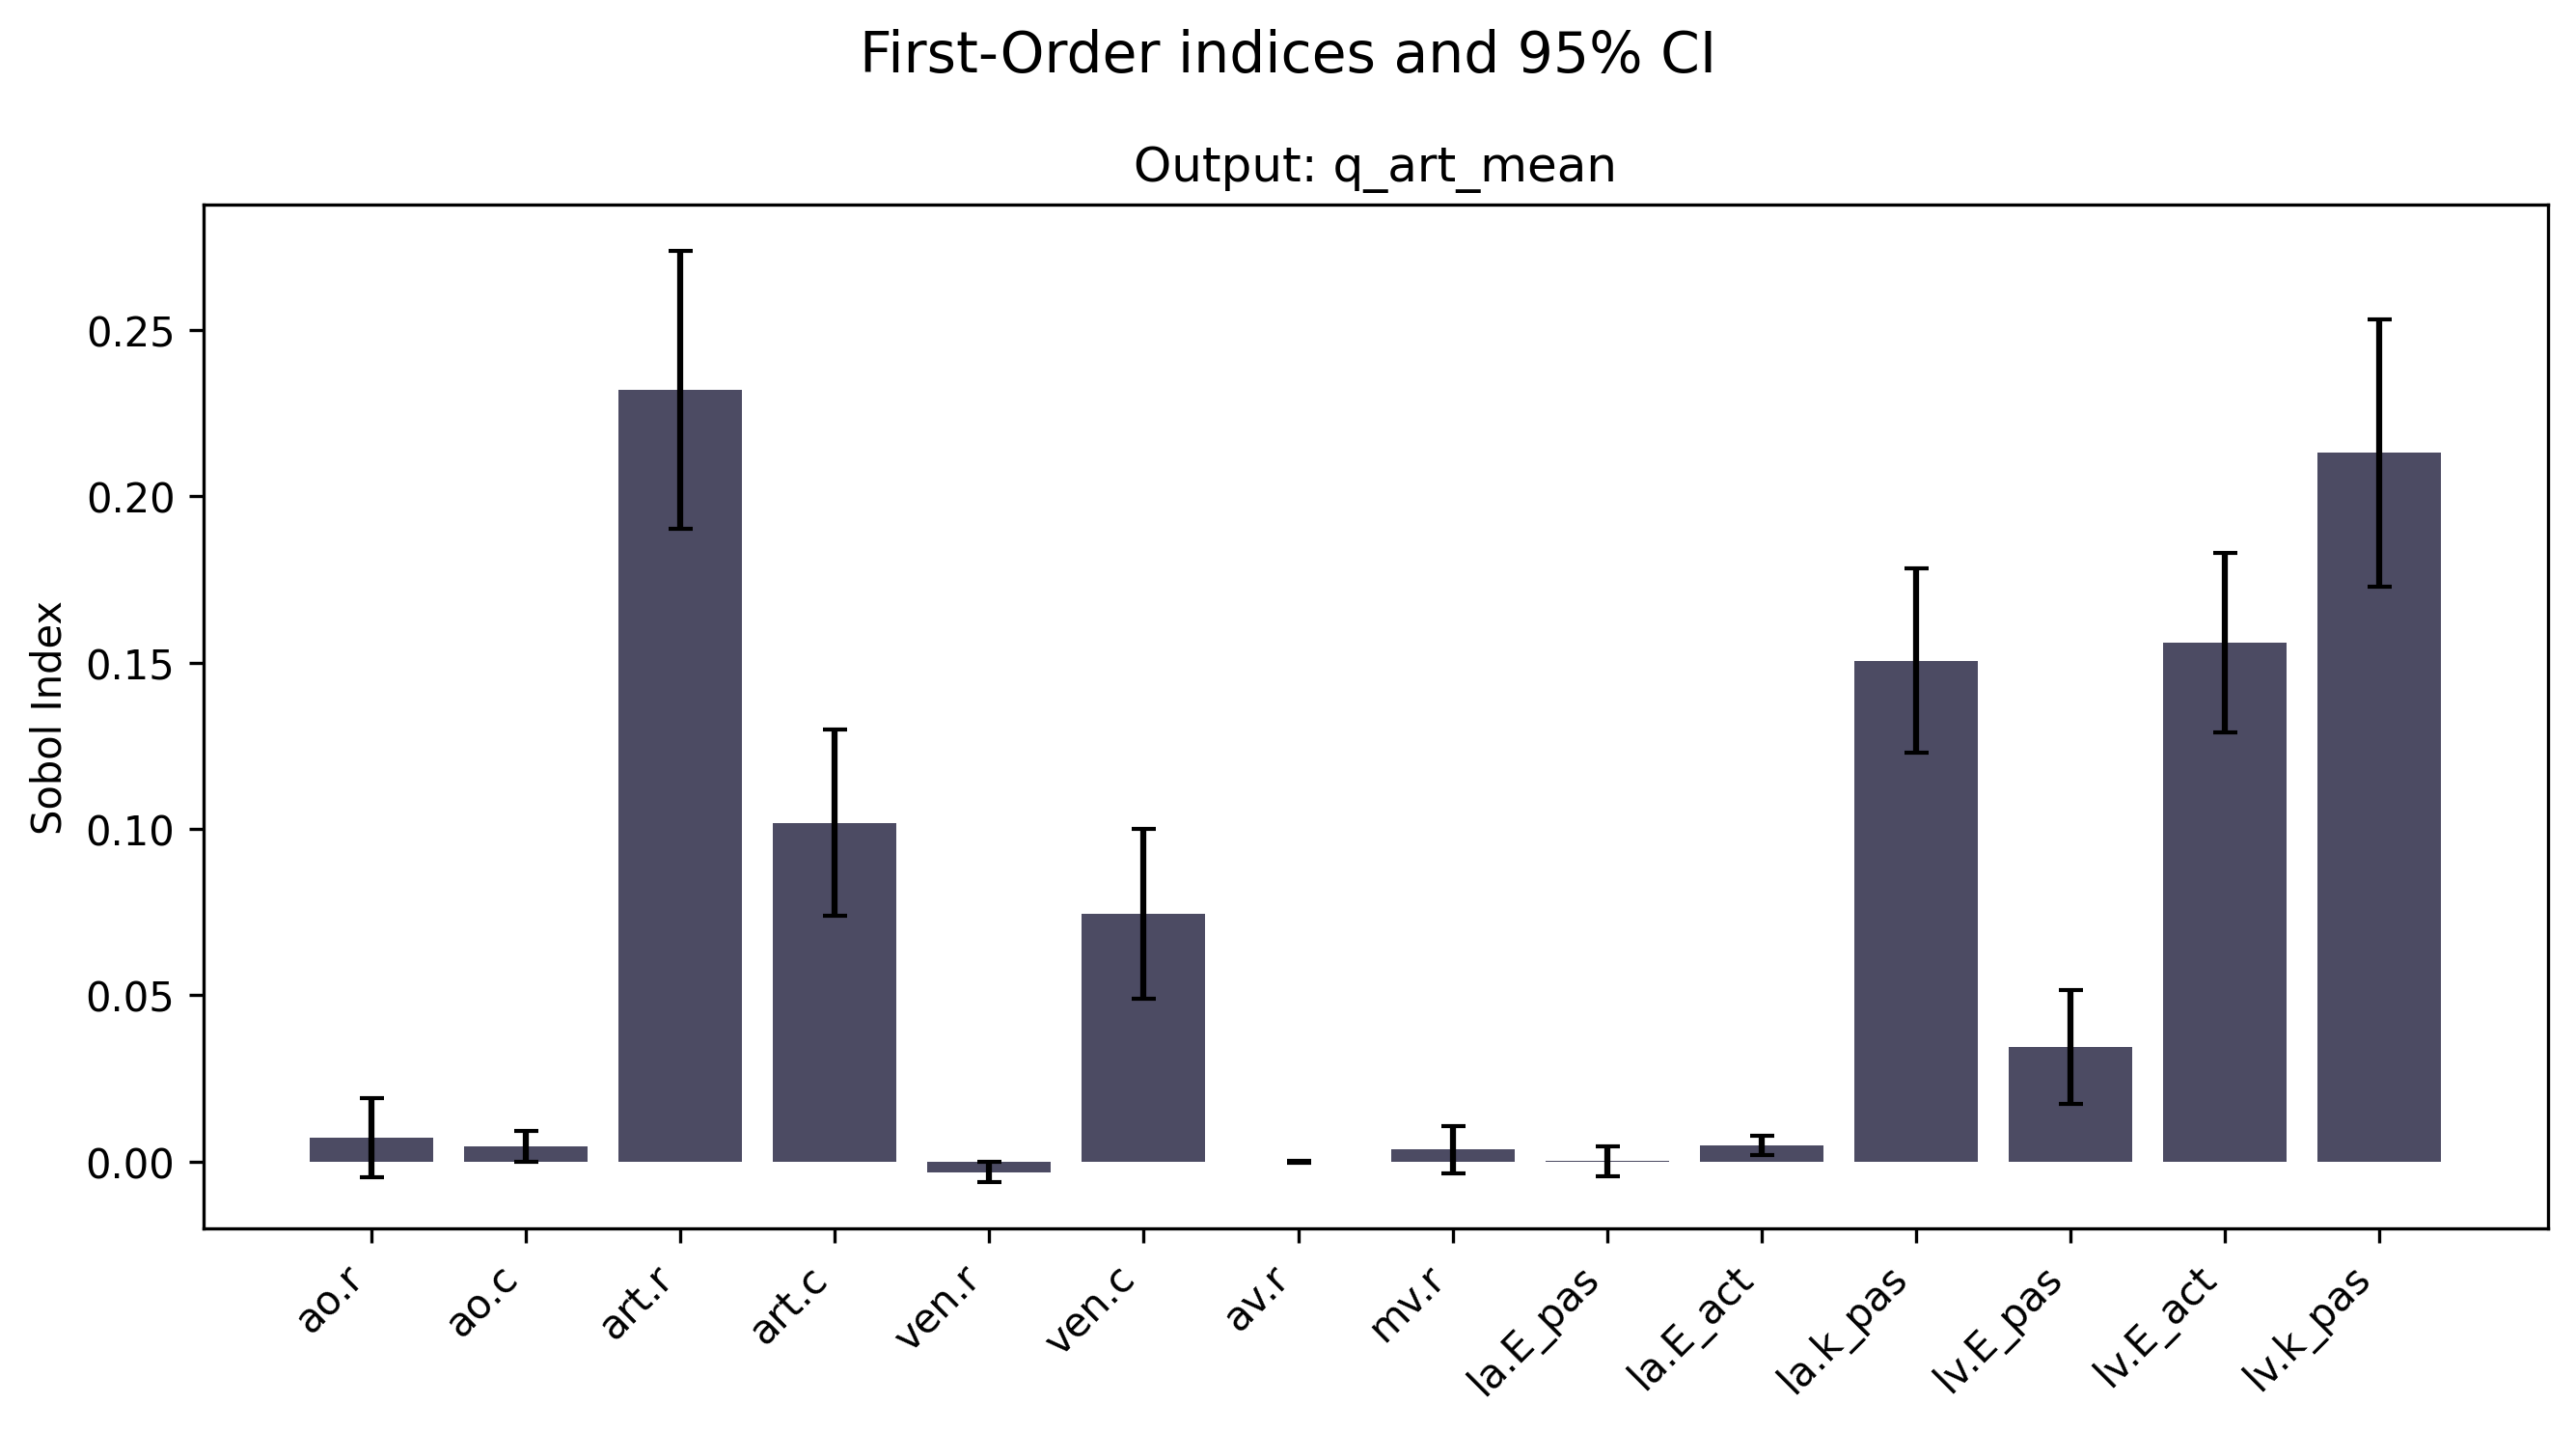 First-Order indices and 95% CI
Output: q_art_mean
Sobol Index
0.25
0.20
0.15
0.10
0.05
0.00
ao.r
ao.c
art.r
art.c
ven.r
ven.c
av.r
mv.r
la.E_pas
la.E_act
la.k_pas
lv.E_pas
lv.E_act
lv.k_pas